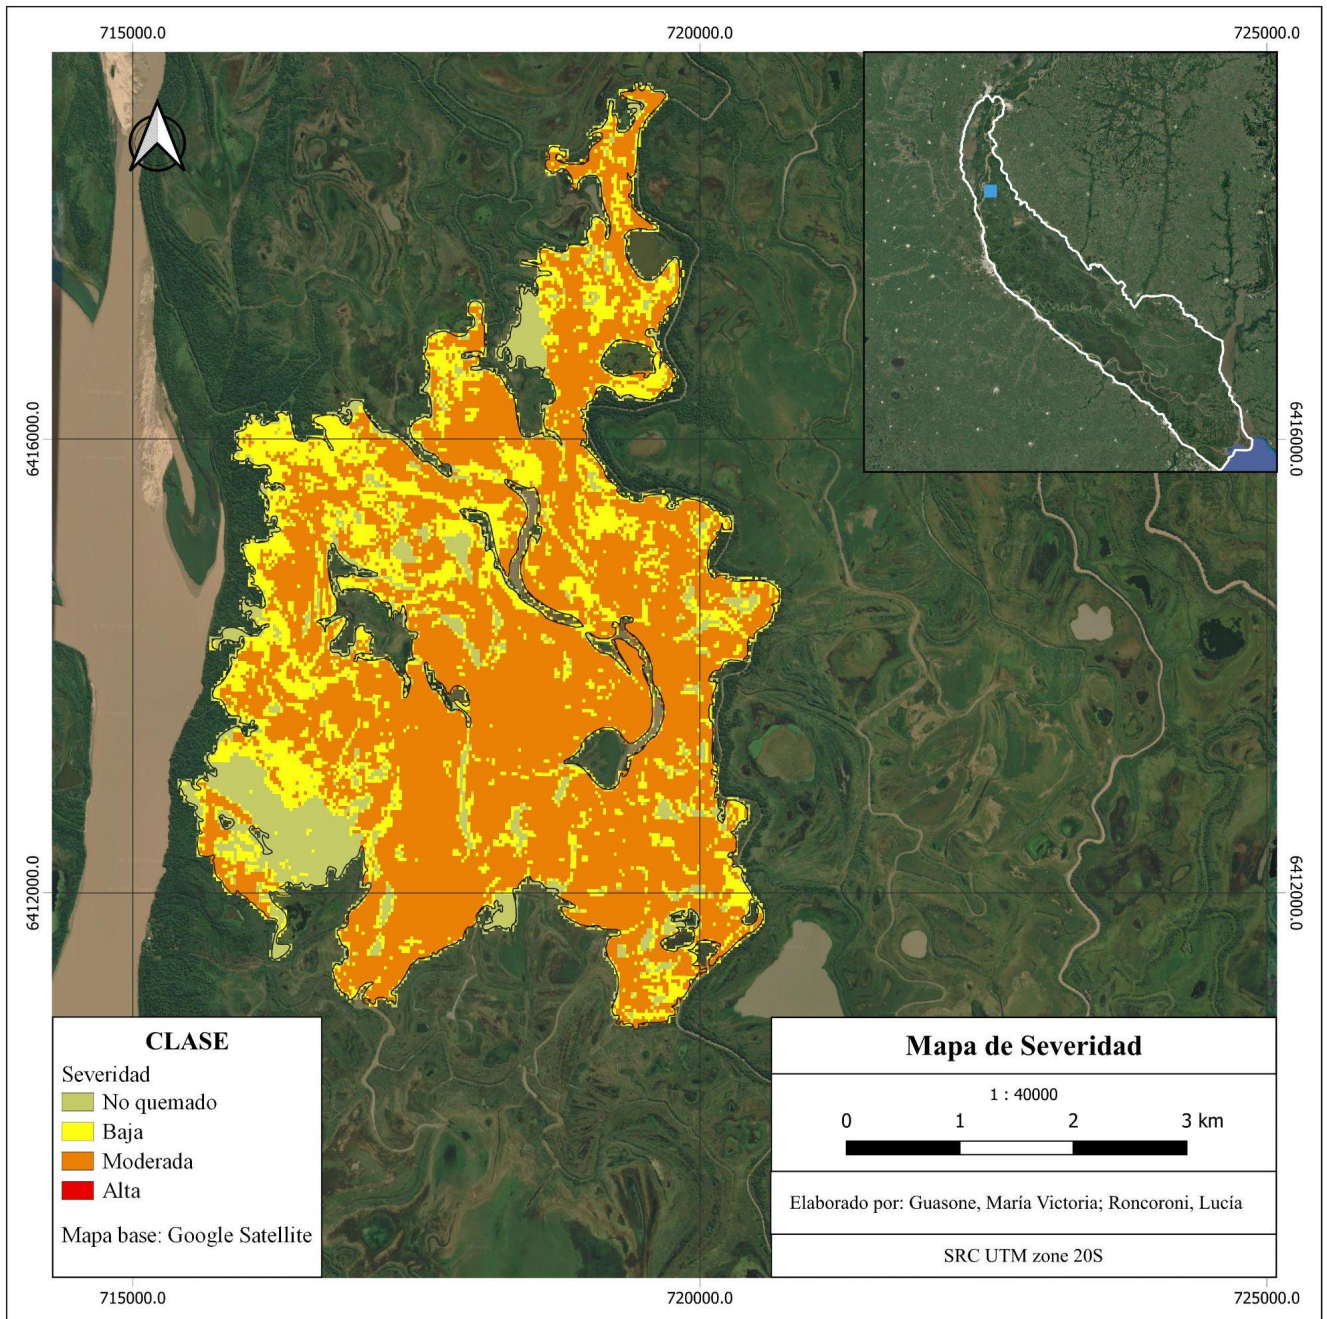 715000.0
720000.0
725000.0
6416000.0
6416000.0
6412000.0
6412000.0
CLASE
Severidad
No quemado
Baja
Moderada
Alta
Mapa base: Google Satellite
Mapa de Severidad
1 : 40000
0 1 2 3 km
Elaborado por: Guasone, María Victoria; Roncoroni, Lucía
SRC UTM zone 20S
715000.0
720000.0
725000.0